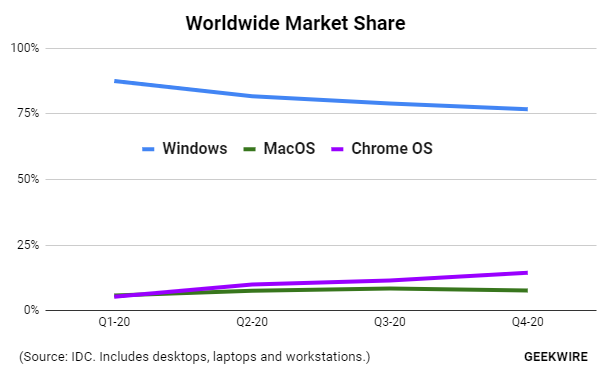 Worldwide Market Share
100%
Windows MacOS Chrome OS
75%
50%
25%
0%
Q1-20 Q2-20 Q3-20 Q4-20
(Source: IDC. Includes desktops, laptops and workstations.) GEEKWIRE